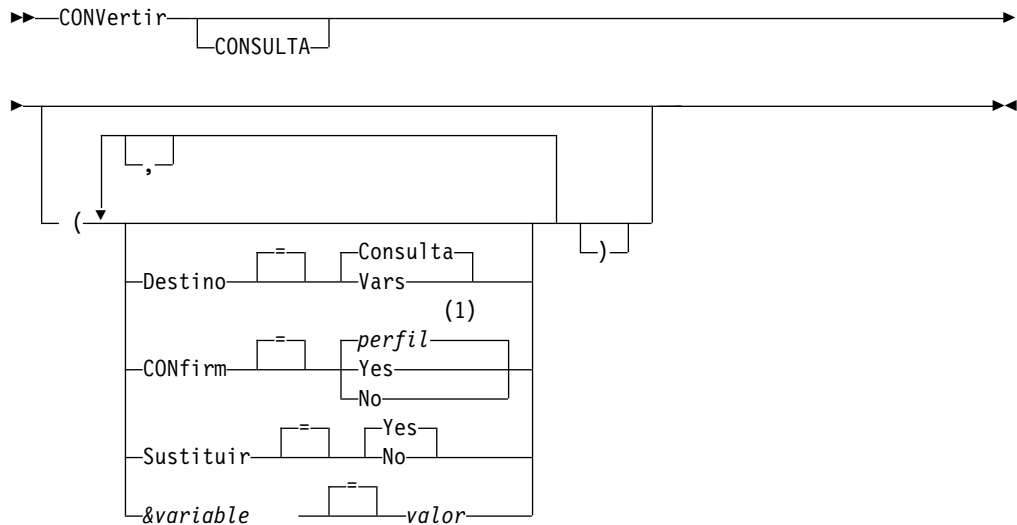 CONVertir
CONSULTA
,
(
)
Destino = Consulta
Vars
(1)
CONfirm = perfil
Yes
No
Sustituir = Yes
No
&variable = valor